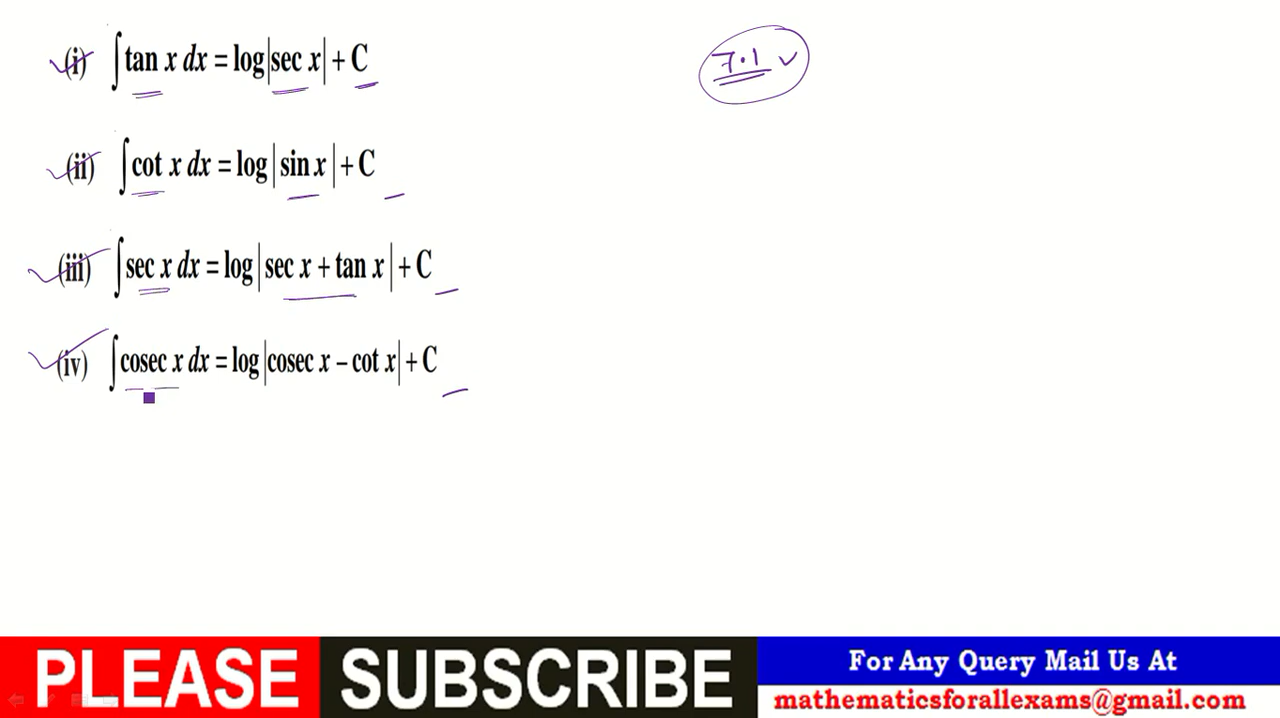 (i) ∫ tan x dx = log|sec x| + C
7.1
(ii) ∫ cot x dx = log|sin x| + C
(iii) ∫ sec x dx = log|sec x + tan x| + C
(iv) ∫ cosec x dx = log|cosec x – cot x| + C
PLEASE SUBSCRIBE
For Any Query Mail Us At
mathematicsforallexams@gmail.com